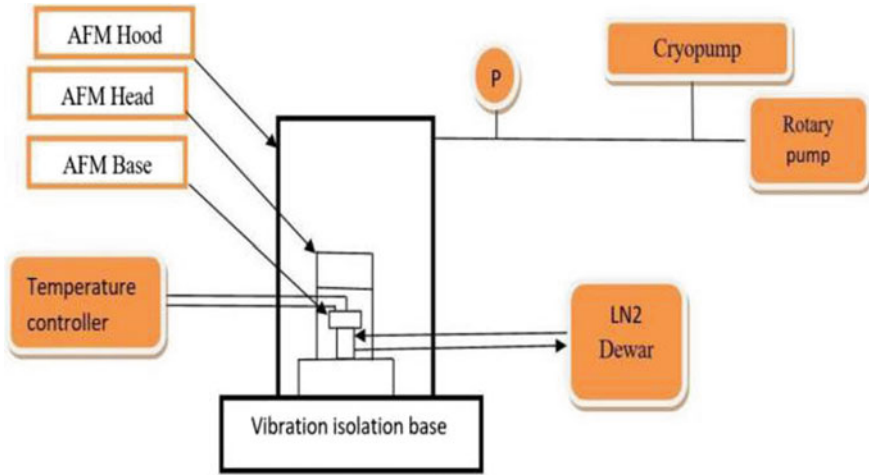 AFM Hood
AFM Head
AFM Base
P
Cryopump
Rotary
pump
Temperature
controller
LN2
Dewar
Vibration isolation base